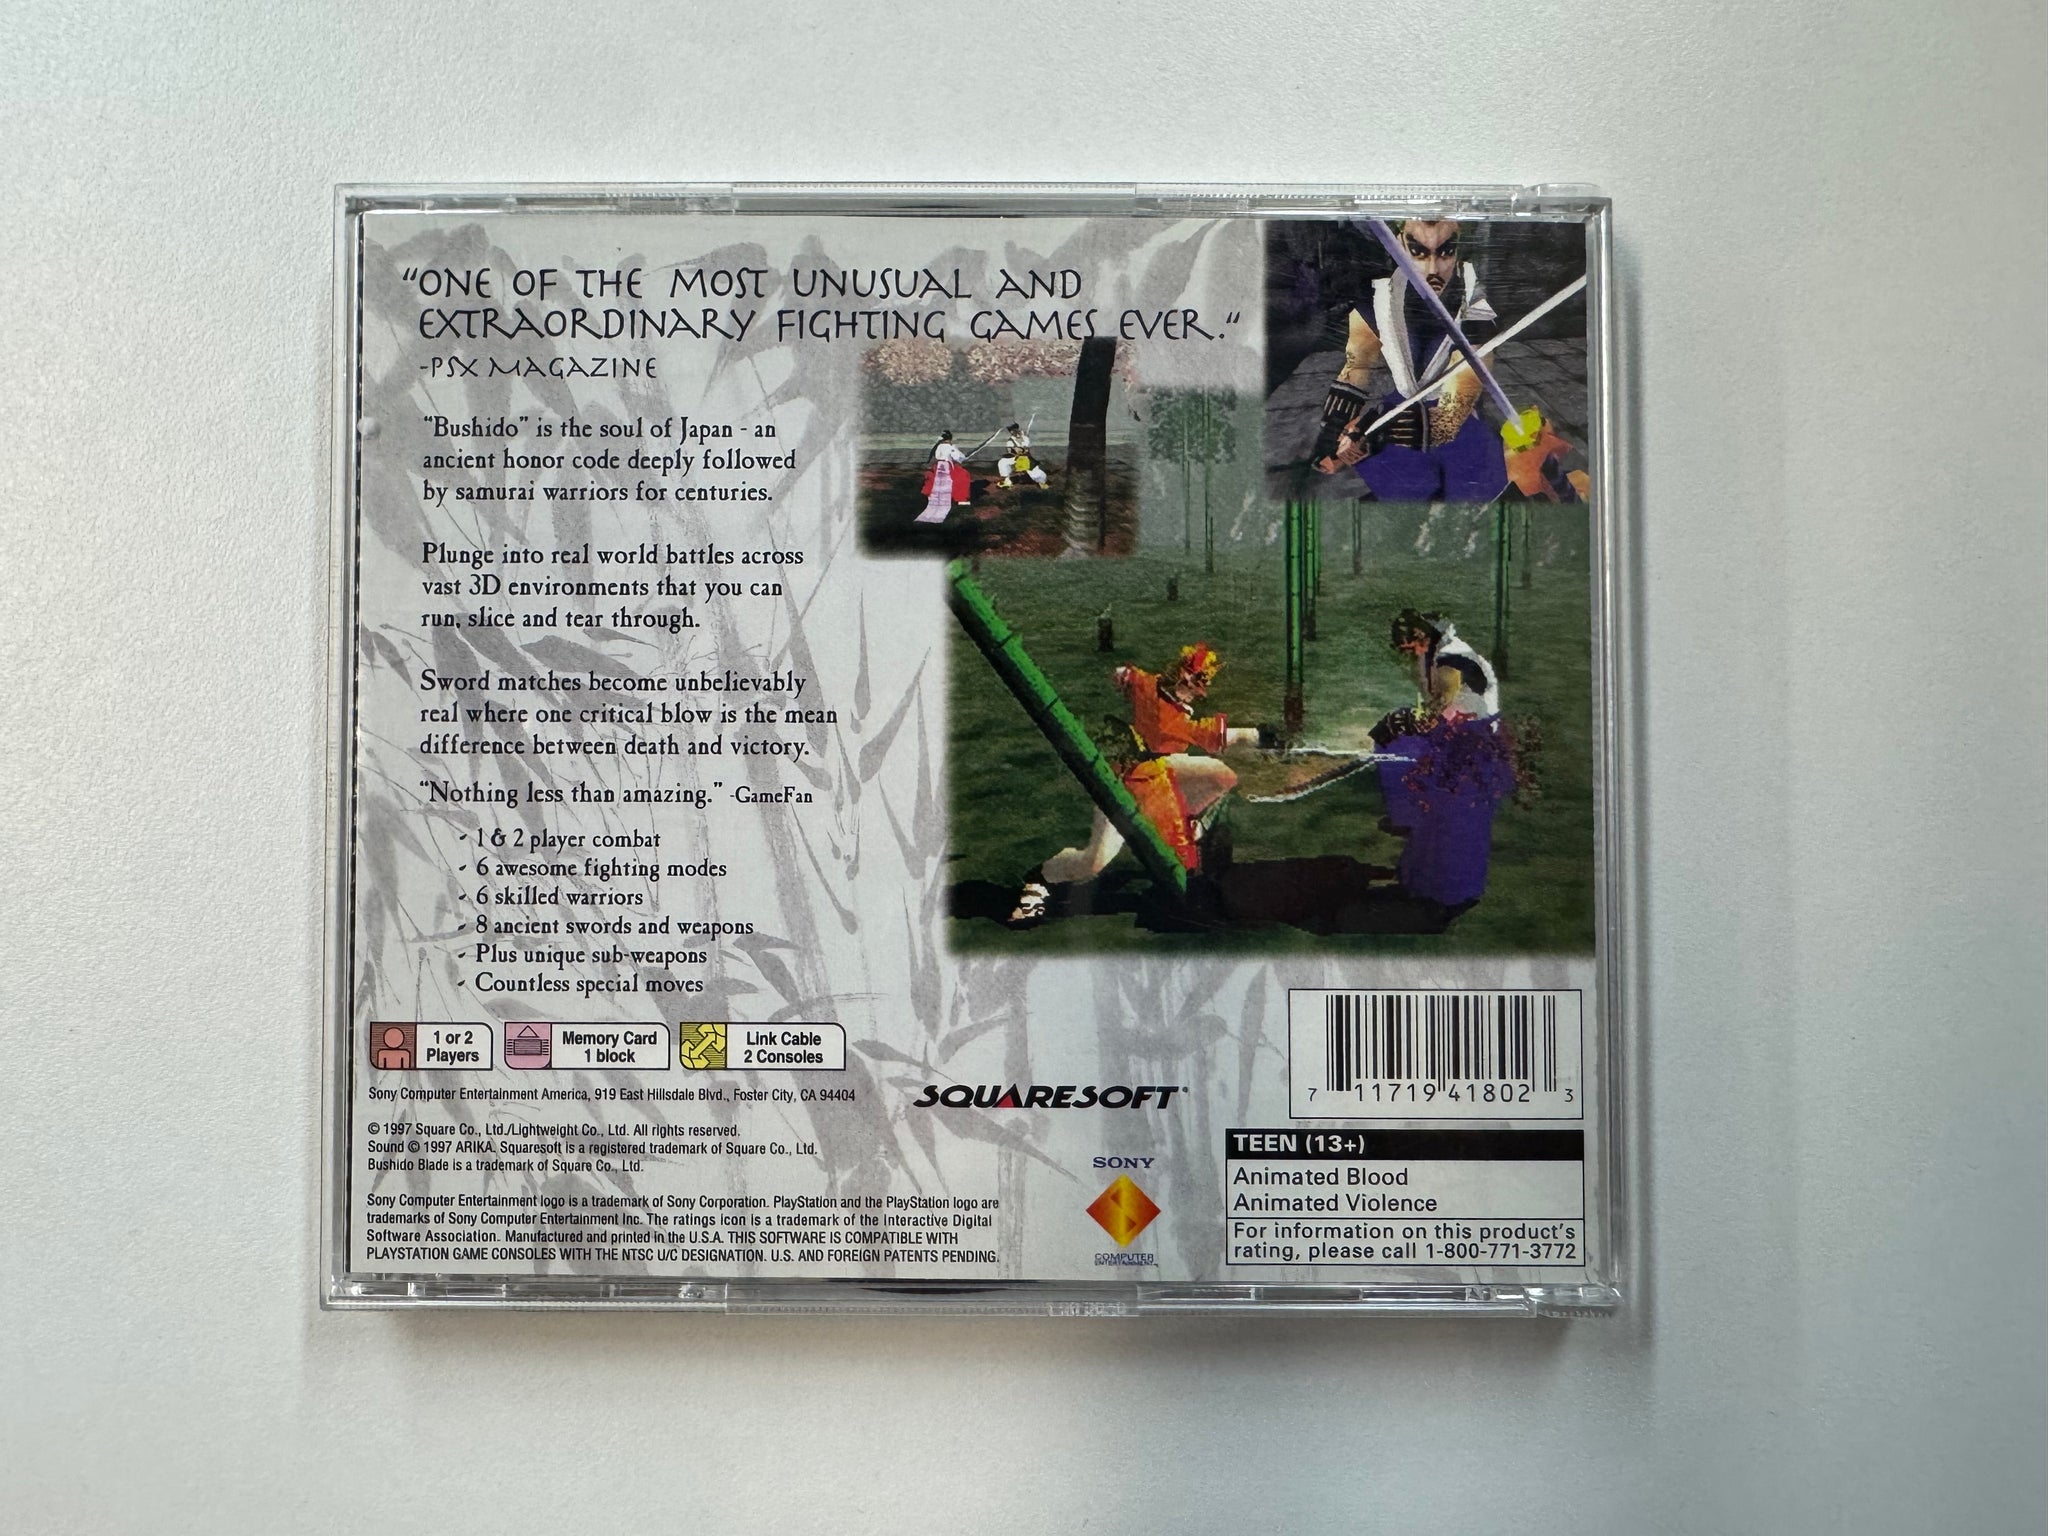 “ONE OF THE MOST UNUSUAL AND
EXTRAORDINARY FIGHTING GAMES EVER.“
-PSX MAGAZINE
“Bushido” is the soul of Japan - an
ancient honor code deeply followed
by samurai warriors for centuries.
Plunge into real world battles across
vast 3D environments that you can
run, slice and tear through.
Sword matches become unbelievably
real where one critical blow is the mean
difference between death and victory.
“Nothing less than amazing.” -GameFan
1 & 2 player combat
6 awesome fighting modes
6 skilled warriors
8 ancient swords and weapons
Plus unique sub-weapons
Countless special moves
1 or 2
Players
Memory Card
1 block
Link Cable
2 Consoles
Sony Computer Entertainment America, 919 East Hillsdale Blvd., Foster City, CA 94404
© 1997 Square Co., Ltd./Lightweight Co., Ltd. All rights reserved.
Sound © 1997 ARIKA. Squaresoft is a registered trademark of Square Co., Ltd.
Bushido Blade is a trademark of Square Co., Ltd.
Sony Computer Entertainment logo is a trademark of Sony Corporation. PlayStation and the PlayStation logo are
trademarks of Sony Computer Entertainment Inc. The ratings icon is a trademark of the Interactive Digital
Software Association. Manufactured and printed in the U.S.A. THIS SOFTWARE IS COMPATIBLE WITH
PLAYSTATION GAME CONSOLES WITH THE NTSC U/C DESIGNATION. U.S. AND FOREIGN PATENTS PENDING.
SQUARESOFT®
SONY
COMPUTER
ENTERTAINMENT
7 11719 41802 3
TEEN (13+)
Animated Blood
Animated Violence
For information on this product's
rating, please call 1-800-771-3772